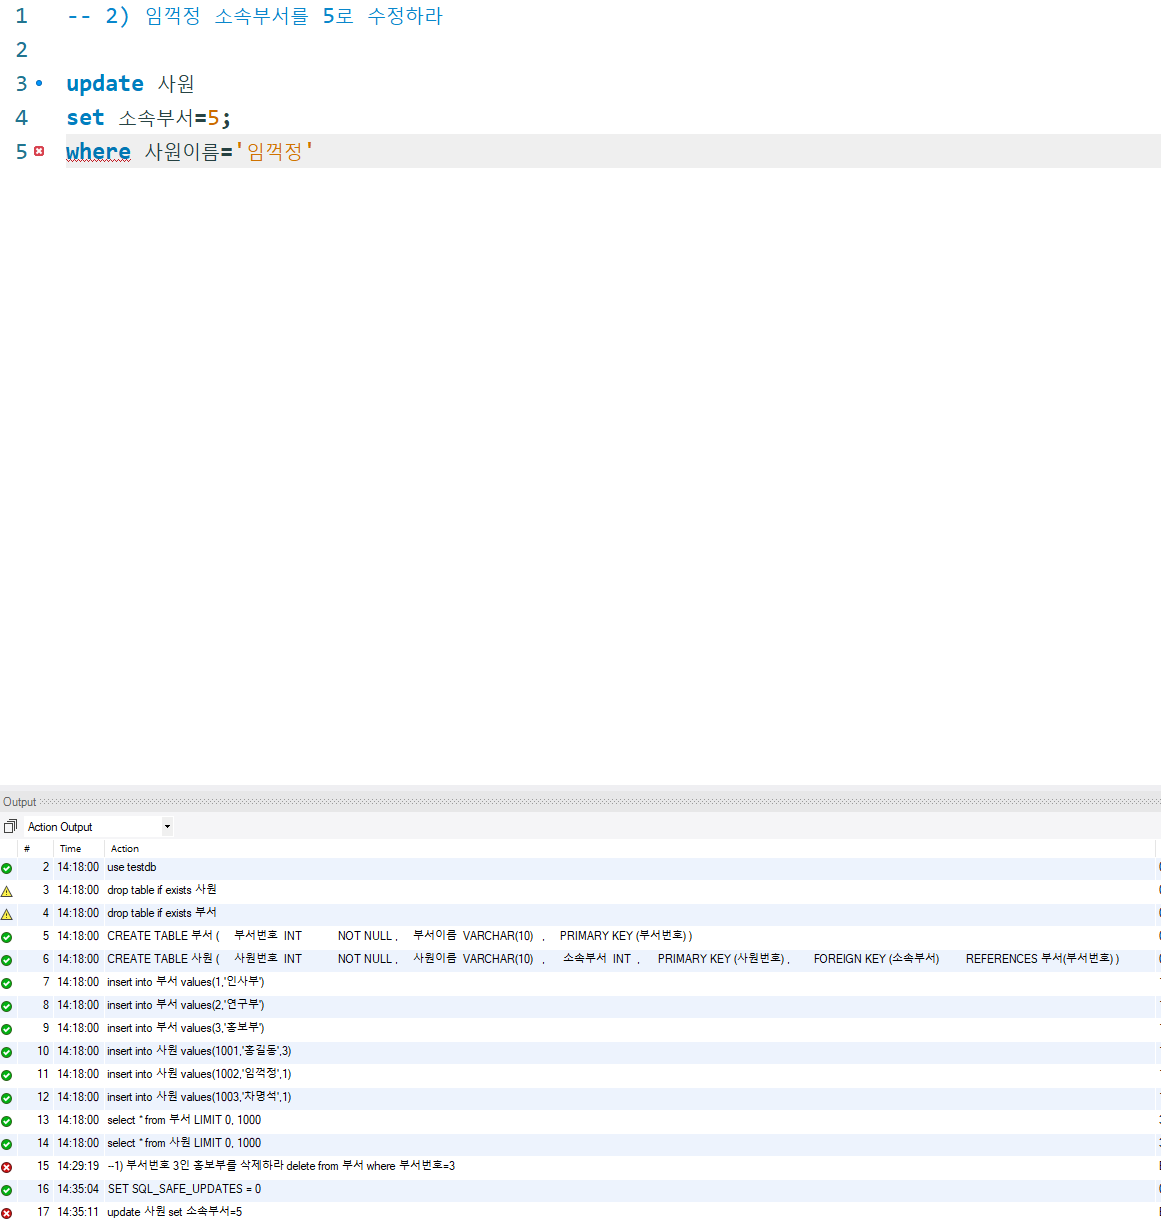 1 -- 2) 임꺽정 소속부서를 5로 수정하라
2
3 update 사원
4 set 소속부서=5;
5 where 사원이름='임꺽정'
Output
Action Output
# Time Action
2 14:18:00 use testdb
3 14:18:00 drop table if exists 사원
4 14:18:00 drop table if exists 부서
5 14:18:00 CREATE TABLE 부서 ( 부서번호 INT NOT NULL, 부서이름 VARCHAR(10) , PRIMARY KEY (부서번호) )
6 14:18:00 CREATE TABLE 사원 ( 사원번호 INT NOT NULL, 사원이름 VARCHAR(10) , 소속부서 INT , PRIMARY KEY (사원번호), FOREIGN KEY (소속부서) REFERENCES 부서(부서번호) )
7 14:18:00 insert into 부서 values(1,'인사부')
8 14:18:00 insert into 부서 values(2,'연구부')
9 14:18:00 insert into 부서 values(3,'홍보부')
10 14:18:00 insert into 사원 values(1001,'홍길동',3)
11 14:18:00 insert into 사원 values(1002,'임꺽정',1)
12 14:18:00 insert into 사원 values(1003,'차명석',1)
13 14:18:00 select * from 부서 LIMIT 0, 1000
14 14:18:00 select * from 사원 LIMIT 0, 1000
15 14:29:19 --1) 부서번호 3인 홍보부를 삭제하라 delete from 부서 where 부서번호=3
16 14:35:04 SET SQL_SAFE_UPDATES = 0
17 14:35:11 update 사원 set 소속부서=5